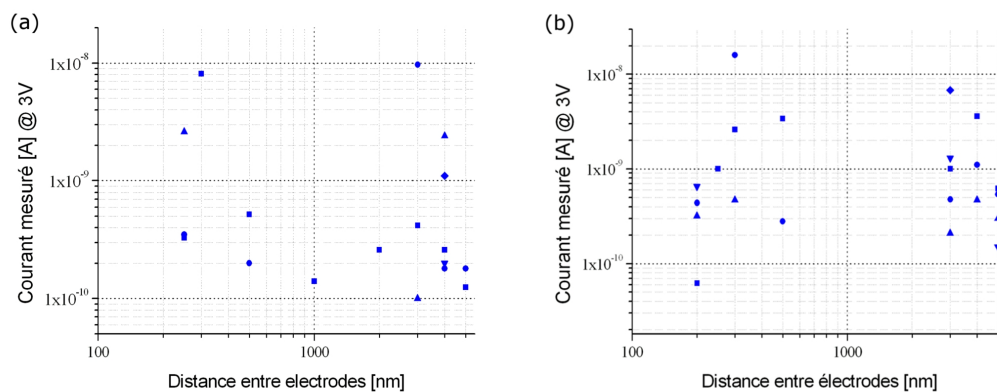 (a)
Courant mesuré [A] @ 3V
1x10⁻⁸
1x10⁻⁹
1x10⁻¹⁰
100
1000
Distance entre electrodes [nm]
(b)
Courant mesuré [A] @ 3V
1x10⁻⁸
1x10⁻⁹
1x10⁻¹⁰
100
1000
Distance entre électrodes [nm]